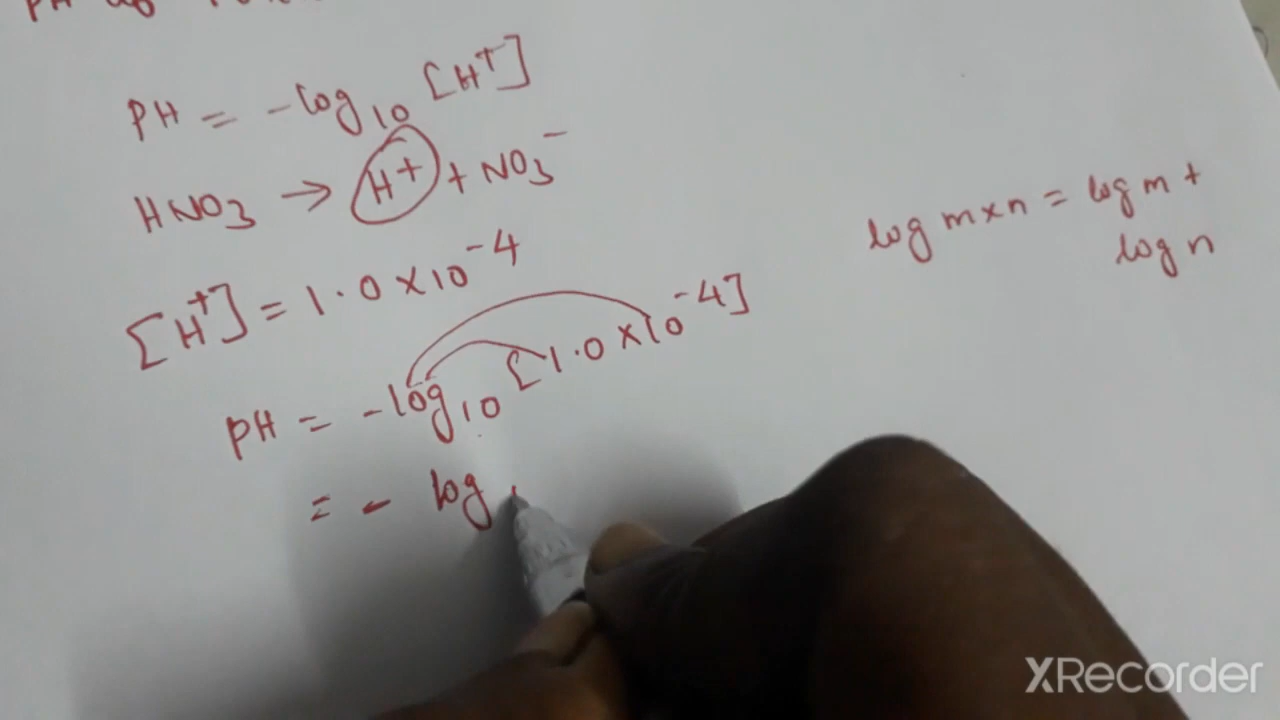 PH = -log10 [H+]
HNO3 → H+ + NO3-
[H+] = 1.0 × 10-4
PH = -log10 [1.0 × 10-4]
= - log
log m×n = log m +
log n
XRecorder